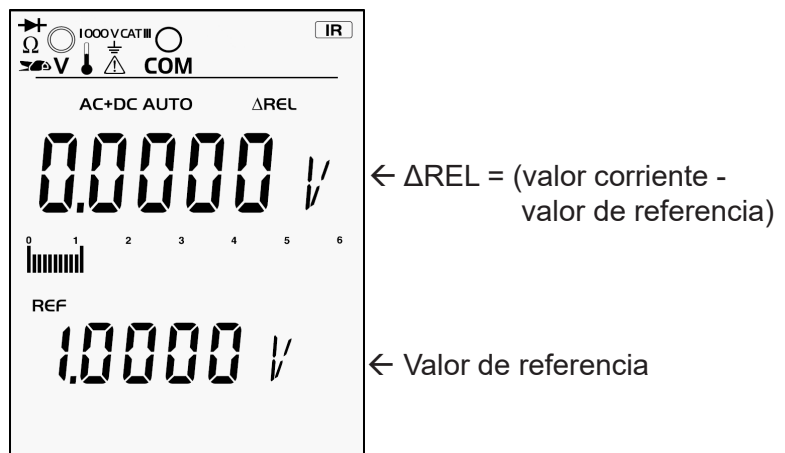 Ω 1000 V CAT III IR
V COM
AC+DC AUTO ΔREL
0.0000 V
← ΔREL = (valor corriente -
valor de referencia)
0 1 2 3 4 5 6
REF
1.0000 V
← Valor de referencia